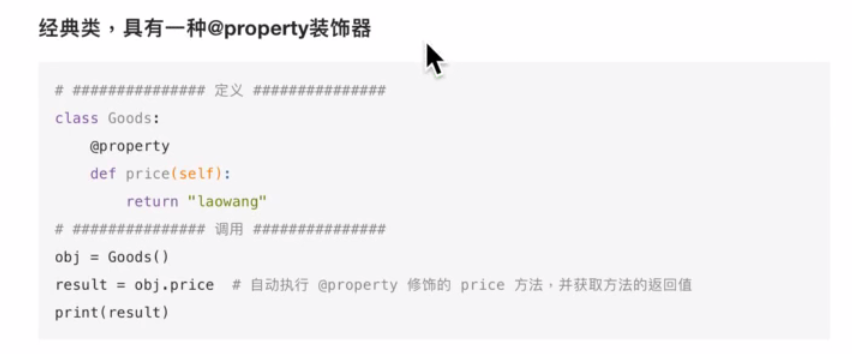 经典类，具有一种@property装饰器
# ############### 定义 ###############
class Goods:
    @property
    def price(self):
        return "laowang"
# ############### 调用 ###############
obj = Goods()
result = obj.price  # 自动执行 @property 修饰的 price 方法，并获取方法的返回值
print(result)